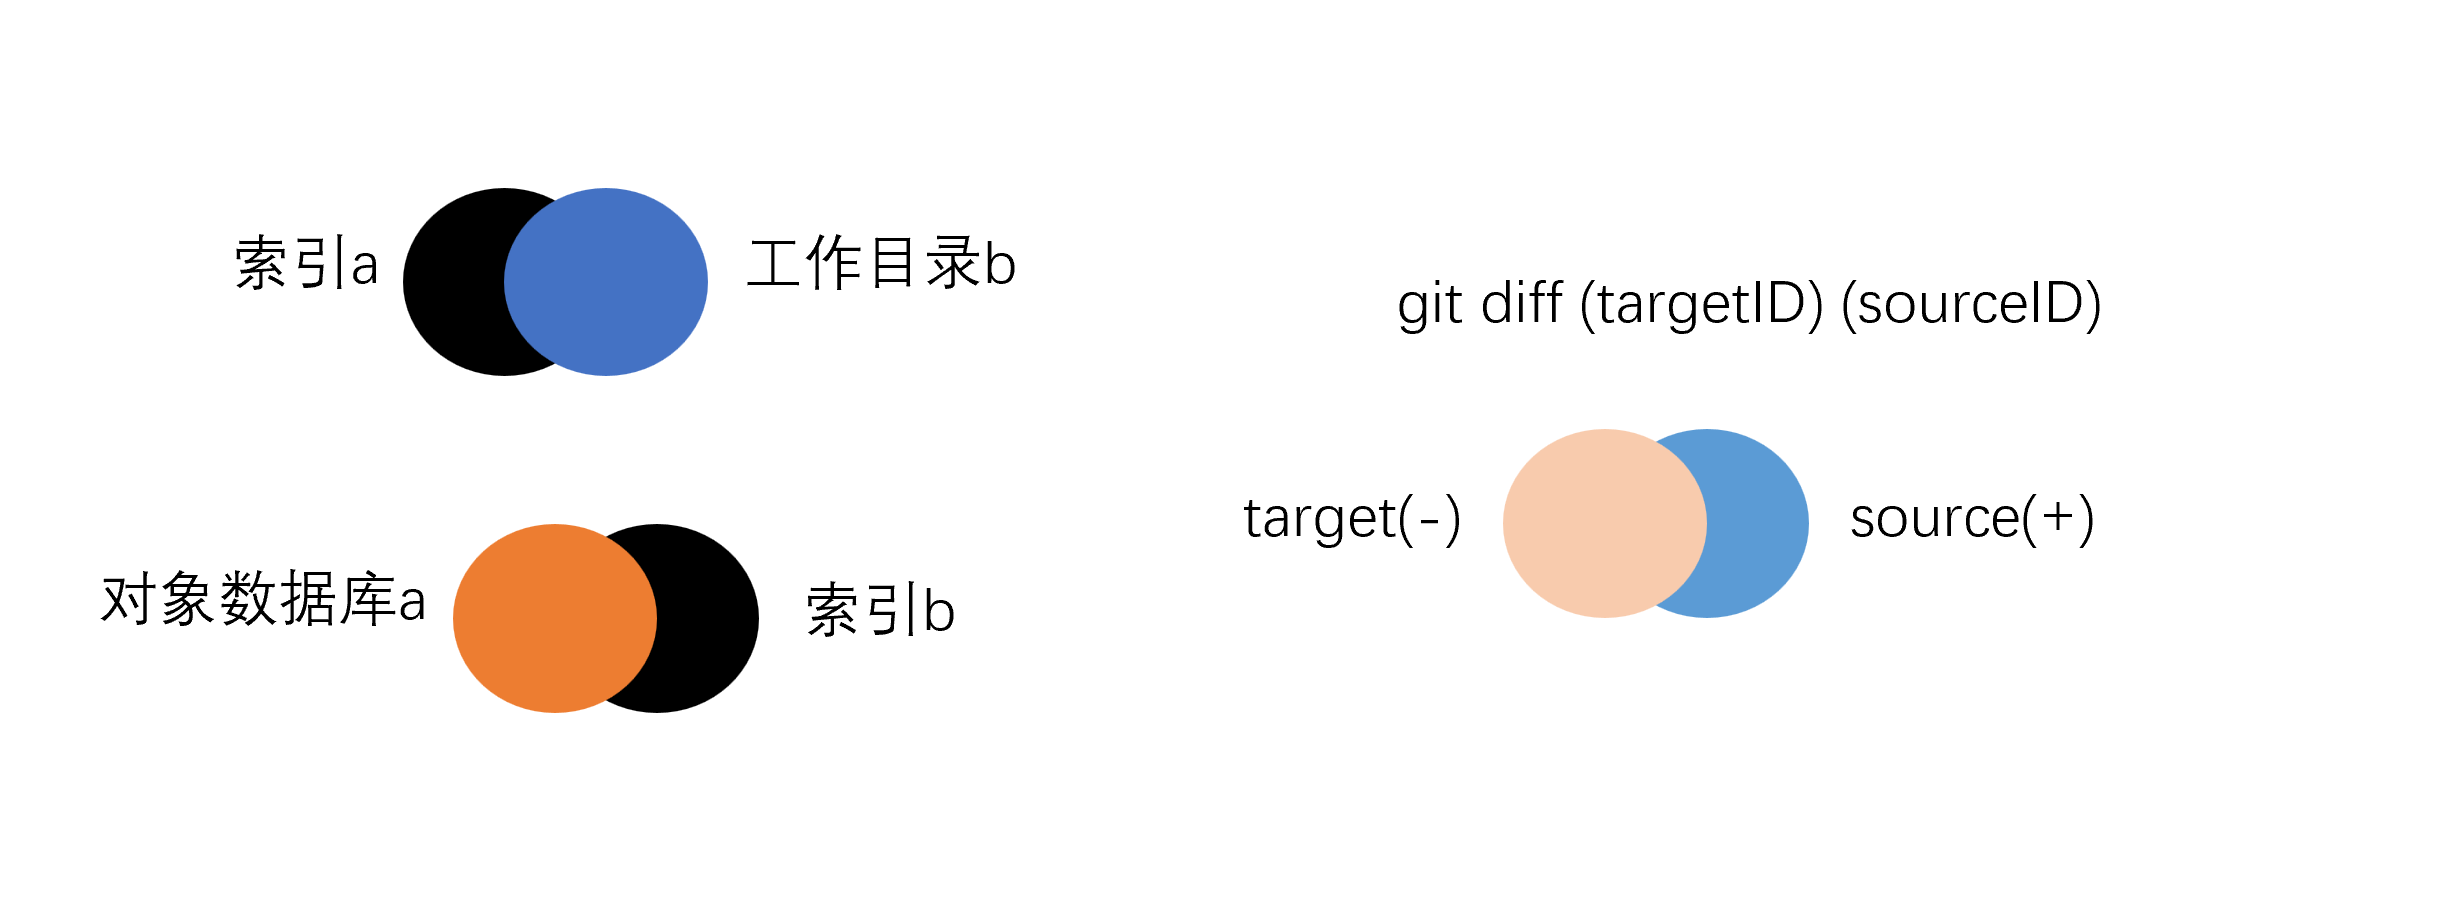 索引a
工作目录b
对象数据库a
索引b
git diff (targetID) (sourceID)
target(-)
source(+)